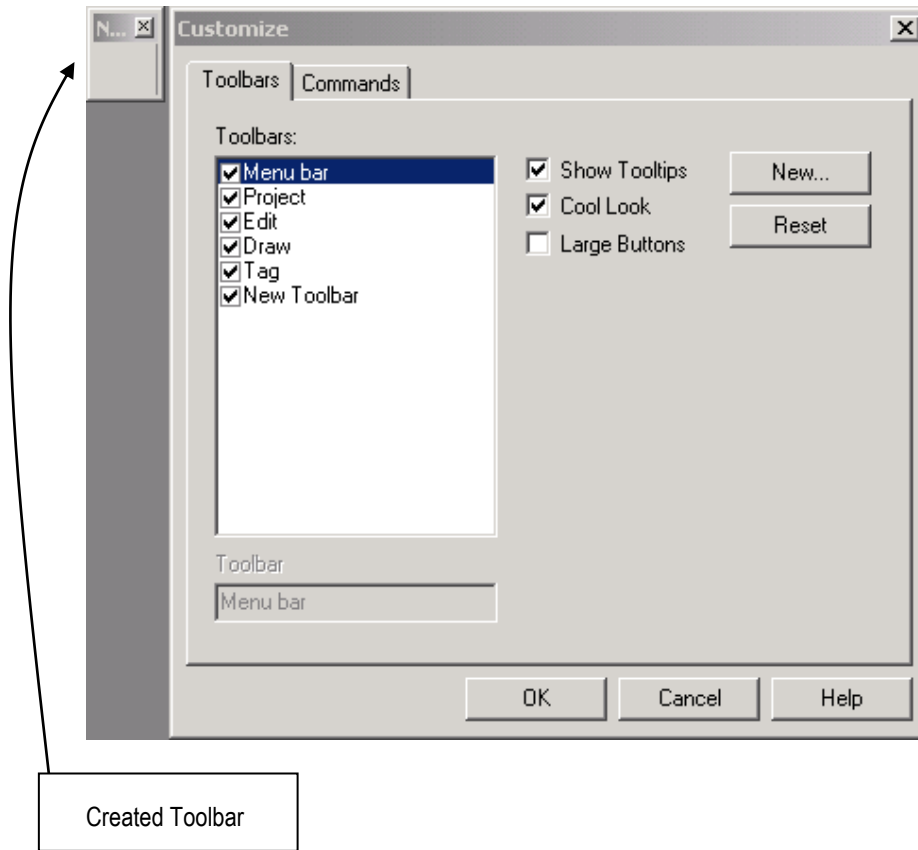 N...
Customize
Toolbars
Commands
Toolbars:
Menu bar
Project
Edit
Draw
Tag
New Toolbar
Show Tooltips
Cool Look
Large Buttons
New...
Reset
Toolbar
Menu bar
OK
Cancel
Help
Created Toolbar